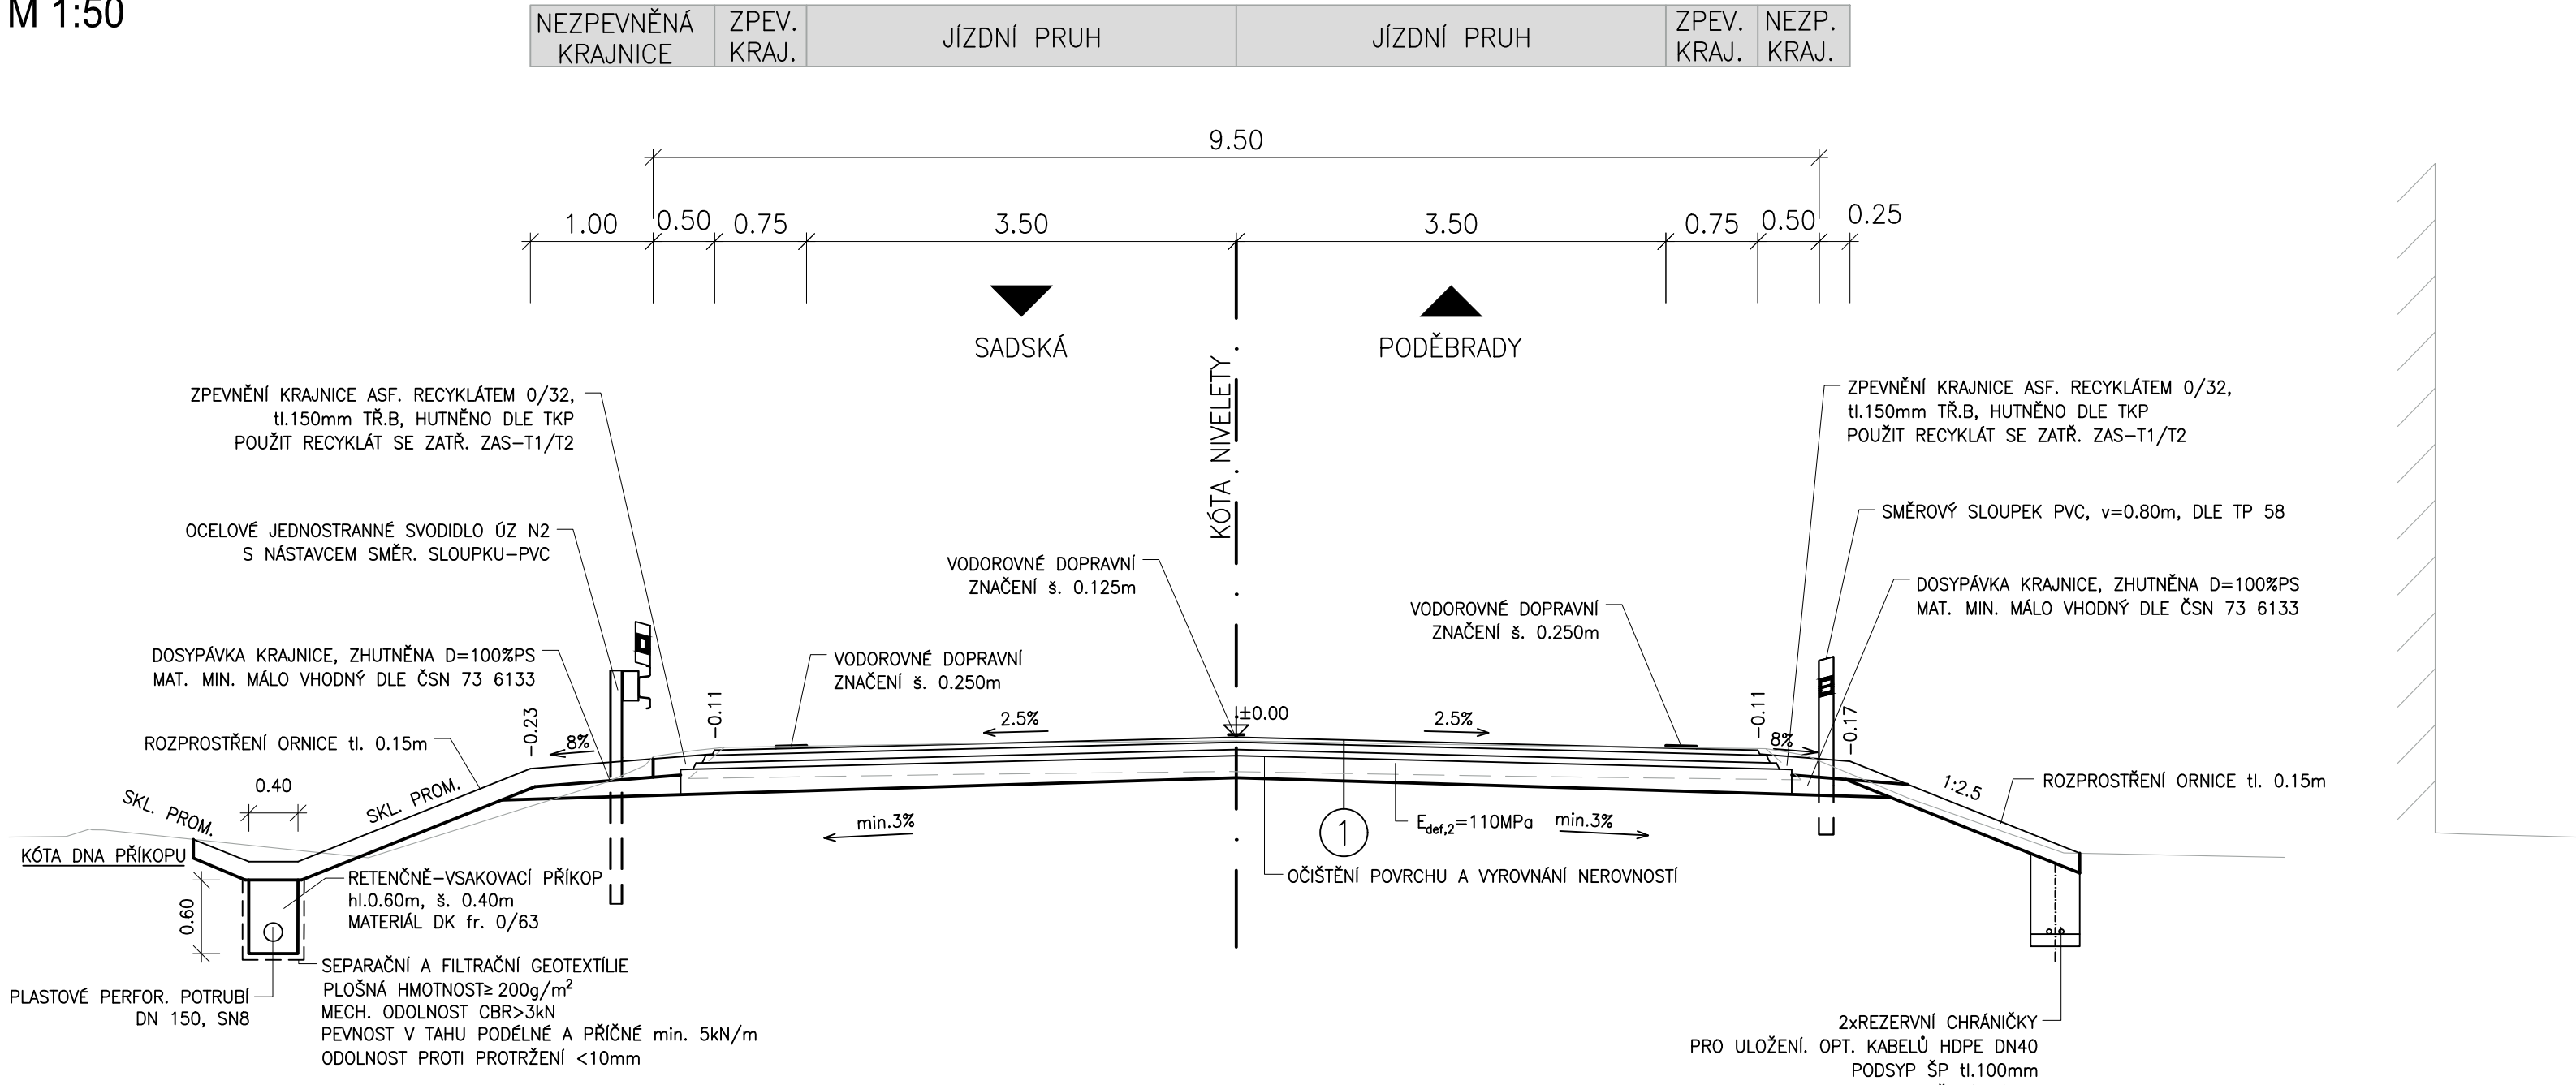 M 1:50
NEZPEVNĚNÁ
KRAJNICE
ZPEV.
KRAJ.
JÍZDNÍ PRUH
JÍZDNÍ PRUH
ZPEV.
KRAJ.
NEZP.
KRAJ.
9.50
1.00 0.50 0.75 3.50 3.50 0.75 0.50 0.25
SADSKÁ
PODĚBRADY
KÓTA NIVELETY
ZPEVNĚNÍ KRAJNICE ASF. RECYKLÁTEM 0/32,
tl.150mm TŘ.B, HUTNĚNO DLE TKP
POUŽIT RECYKLÁT SE ZATŘ. ZAS-T1/T2
ZPEVNĚNÍ KRAJNICE ASF. RECYKLÁTEM 0/32,
tl.150mm TŘ.B, HUTNĚNO DLE TKP
POUŽIT RECYKLÁT SE ZATŘ. ZAS-T1/T2
OCELOVÉ JEDNOSTRANNÉ SVODIDLO ÚZ N2
S NÁSTAVCEM SMĚR. SLOUPKU-PVC
SMĚROVÝ SLOUPEK PVC, v=0.80m, DLE TP 58
VODOROVNÉ DOPRAVNÍ
ZNAČENÍ š. 0.125m
VODOROVNÉ DOPRAVNÍ
ZNAČENÍ š. 0.250m
DOSYPÁVKA KRAJNICE, ZHUTNĚNA D=100%PS
MAT. MIN. MÁLO VHODNÝ DLE ČSN 73 6133
DOSYPÁVKA KRAJNICE, ZHUTNĚNA D=100%PS
MAT. MIN. MÁLO VHODNÝ DLE ČSN 73 6133
VODOROVNÉ DOPRAVNÍ
ZNAČENÍ š. 0.250m
-0.23
-0.11
2.5%
±0.00
2.5%
-0.11
-0.17
8%
8%
ROZPROSTŘENÍ ORNICE tl. 0.15m
0.40
SKL. PROM.
SKL. PROM.
1:2.5
ROZPROSTŘENÍ ORNICE tl. 0.15m
min.3%
1
Edef,2=110MPa
min.3%
KÓTA DNA PŘÍKOPU
OČIŠTĚNÍ POVRCHU A VYROVNÁNÍ NEROVNOSTÍ
0.60
RETENČNĚ-VSAKOVACÍ PŘÍKOP
hl.0.60m, š. 0.40m
MATERIÁL DK fr. 0/63
SEPARAČNÍ A FILTRAČNÍ GEOTEXTÍLIE
PLOŠNÁ HMOTNOST≥ 200g/m²
MECH. ODOLNOST CBR>3kN
PEVNOST V TAHU PODÉLNÉ A PŘÍČNÉ min. 5kN/m
ODOLNOST PROTI PROTRŽENÍ <10mm
PLASTOVÉ PERFOR. POTRUBÍ
DN 150, SN8
2xREZERVNÍ CHRÁNIČKY
PRO ULOŽENÍ. OPT. KABELŮ HDPE DN40
PODSYP ŠP tl.100mm